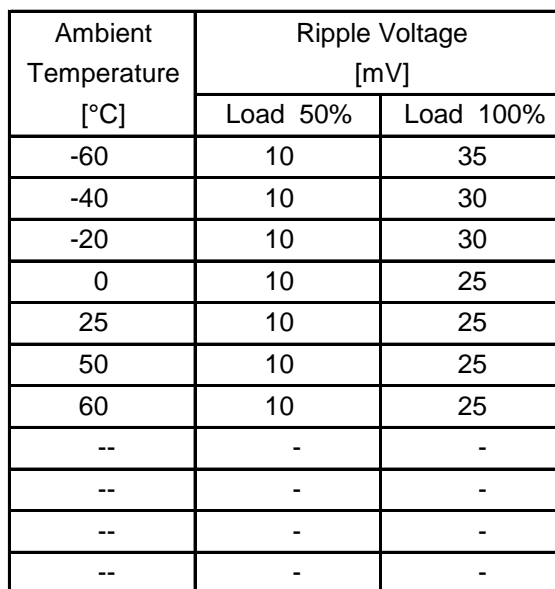 Ambient Temperature [°C] Ripple Voltage [mV]
Load 50% Load 100%
-60 10 35
-40 10 30
-20 10 30
0 10 25
25 10 25
50 10 25
60 10 25
-- - -
-- - -
-- - -
-- - -